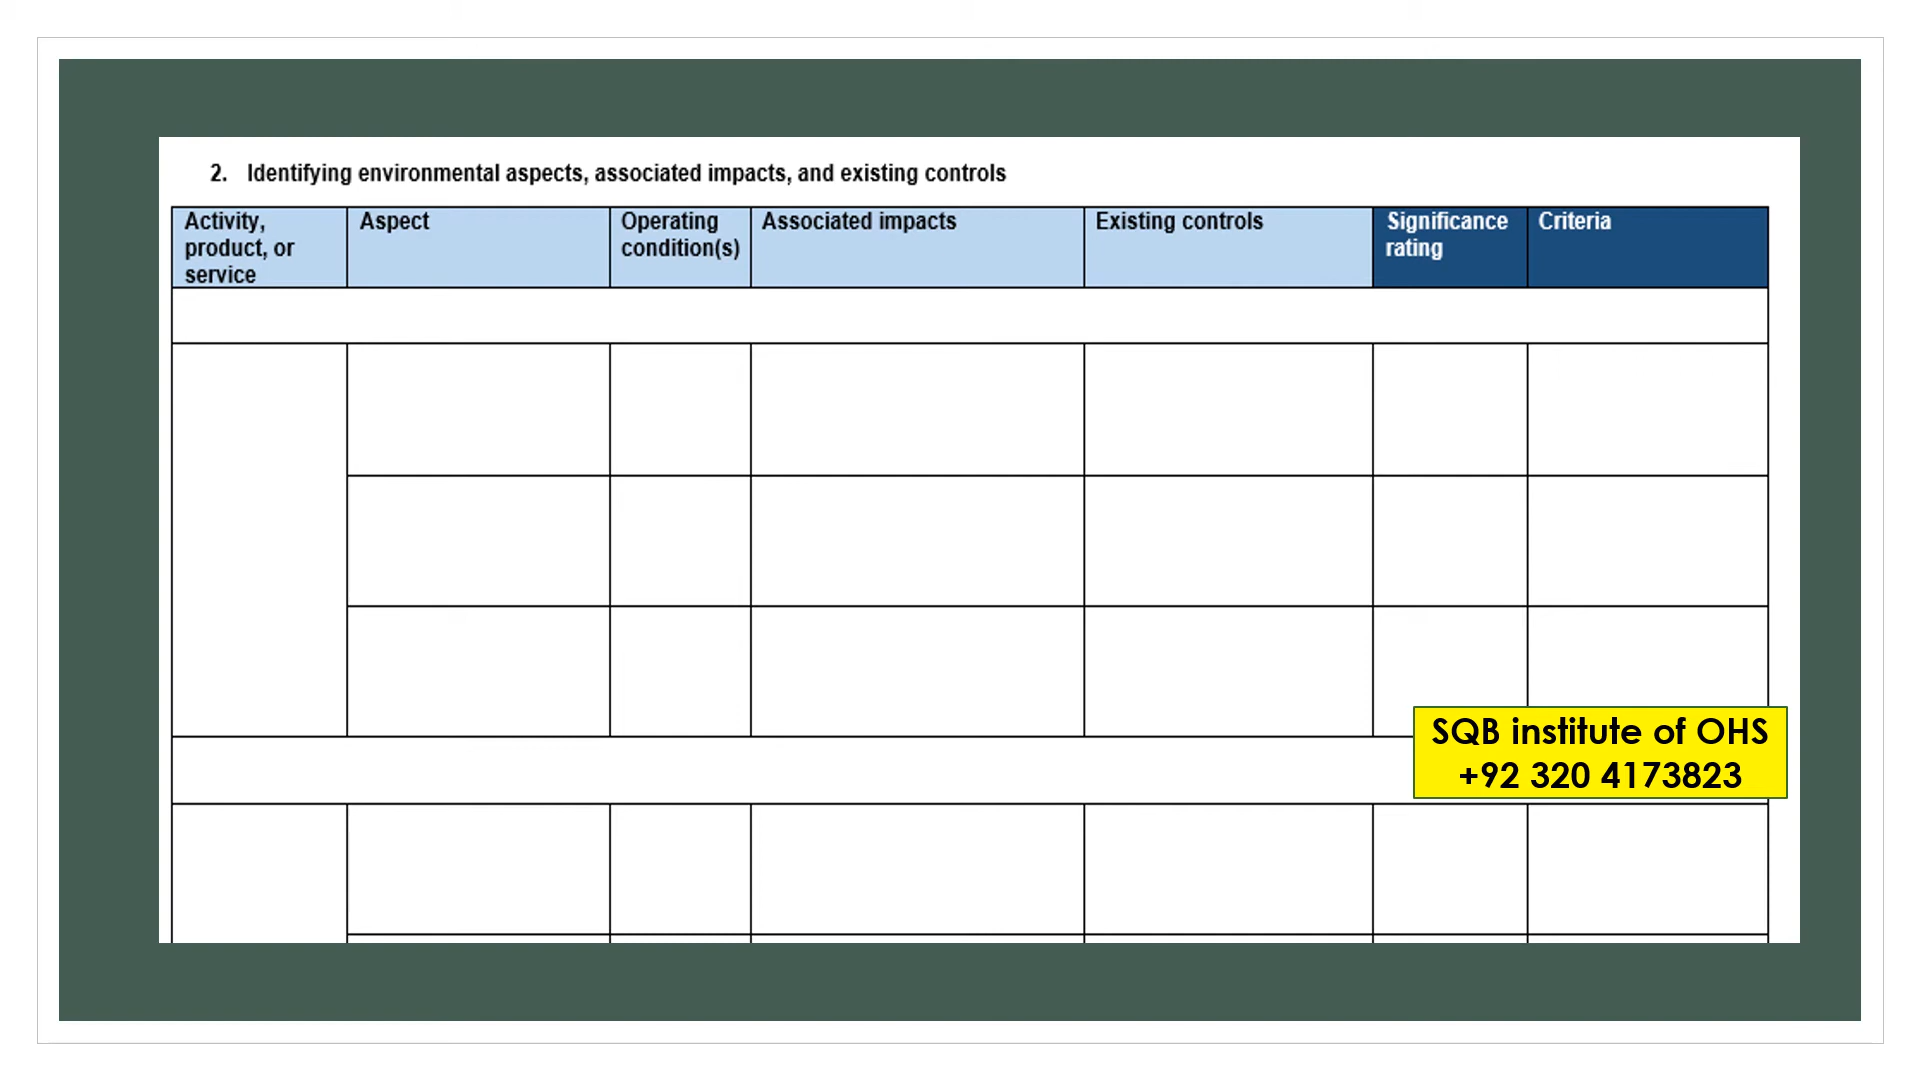 2. Identifying environmental aspects, associated impacts, and existing controls
Activity,
product, or
service
Aspect
Operating
condition(s)
Associated impacts
Existing controls
Significance
rating
Criteria
SQB institute of OHS
+92 320 4173823